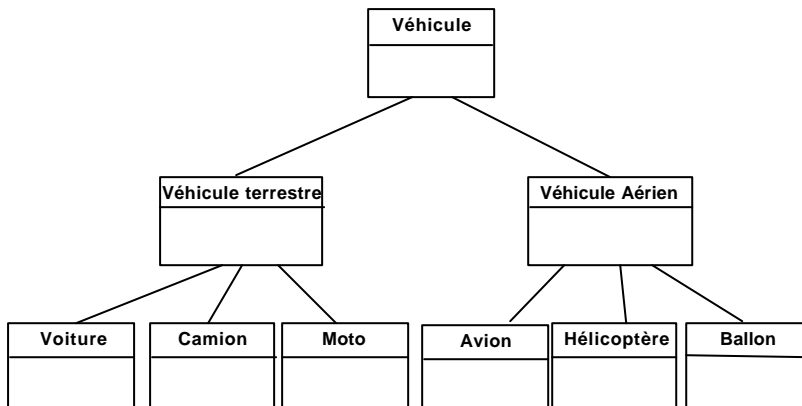 Véhicule
Véhicule terrestre
Véhicule Aérien
Voiture
Camion
Moto
Avion
Hélicoptère
Ballon